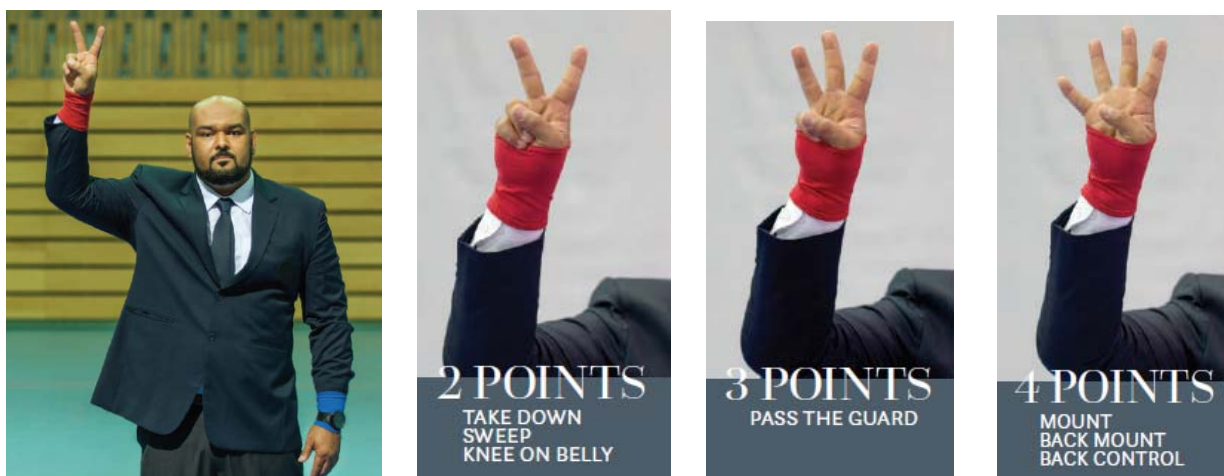 2 POINTS
TAKE DOWN
SWEEP
KNEE ON BELLY
3 POINTS
PASS THE GUARD
4 POINTS
MOUNT
BACK MOUNT
BACK CONTROL